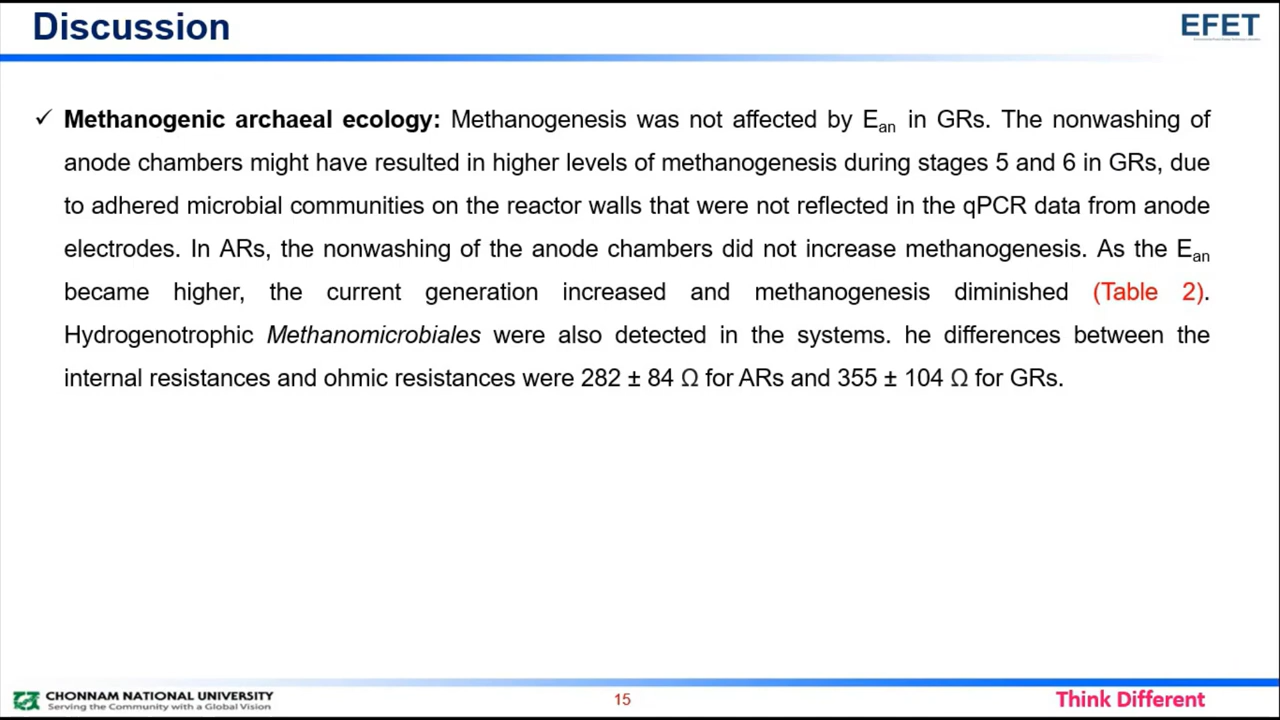 Discussion
EFET
✓ Methanogenic archaeal ecology: Methanogenesis was not affected by Ean in GRs. The nonwashing of
anode chambers might have resulted in higher levels of methanogenesis during stages 5 and 6 in GRs, due
to adhered microbial communities on the reactor walls that were not reflected in the qPCR data from anode
electrodes. In ARs, the nonwashing of the anode chambers did not increase methanogenesis. As the Ean
became higher, the current generation increased and methanogenesis diminished (Table 2).
Hydrogenotrophic Methanomicrobiales were also detected in the systems. he differences between the
internal resistances and ohmic resistances were 282 ± 84 Ω for ARs and 355 ± 104 Ω for GRs.
CHONNAM NATIONAL UNIVERSITY
Serving the Community with a Global Vision
15
Think Different